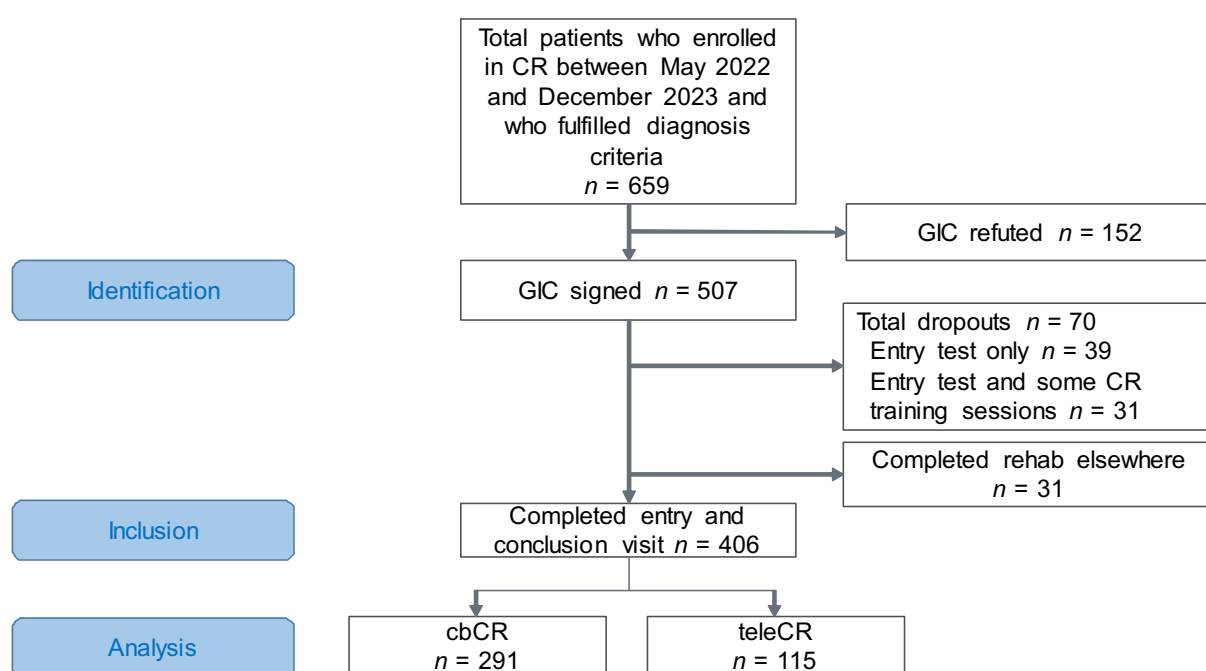 Total patients who enrolled
in CR between May 2022
and December 2023 and
who fulfilled diagnosis
criteria
n = 659
GIC refuted n = 152
Identification
GIC signed n = 507
Total dropouts n = 70
Entry test only n = 39
Entry test and some CR
training sessions n = 31
Completed rehab elsewhere
n = 31
Inclusion
Completed entry and
conclusion visit n = 406
Analysis
cbCR
n = 291
teleCR
n = 115